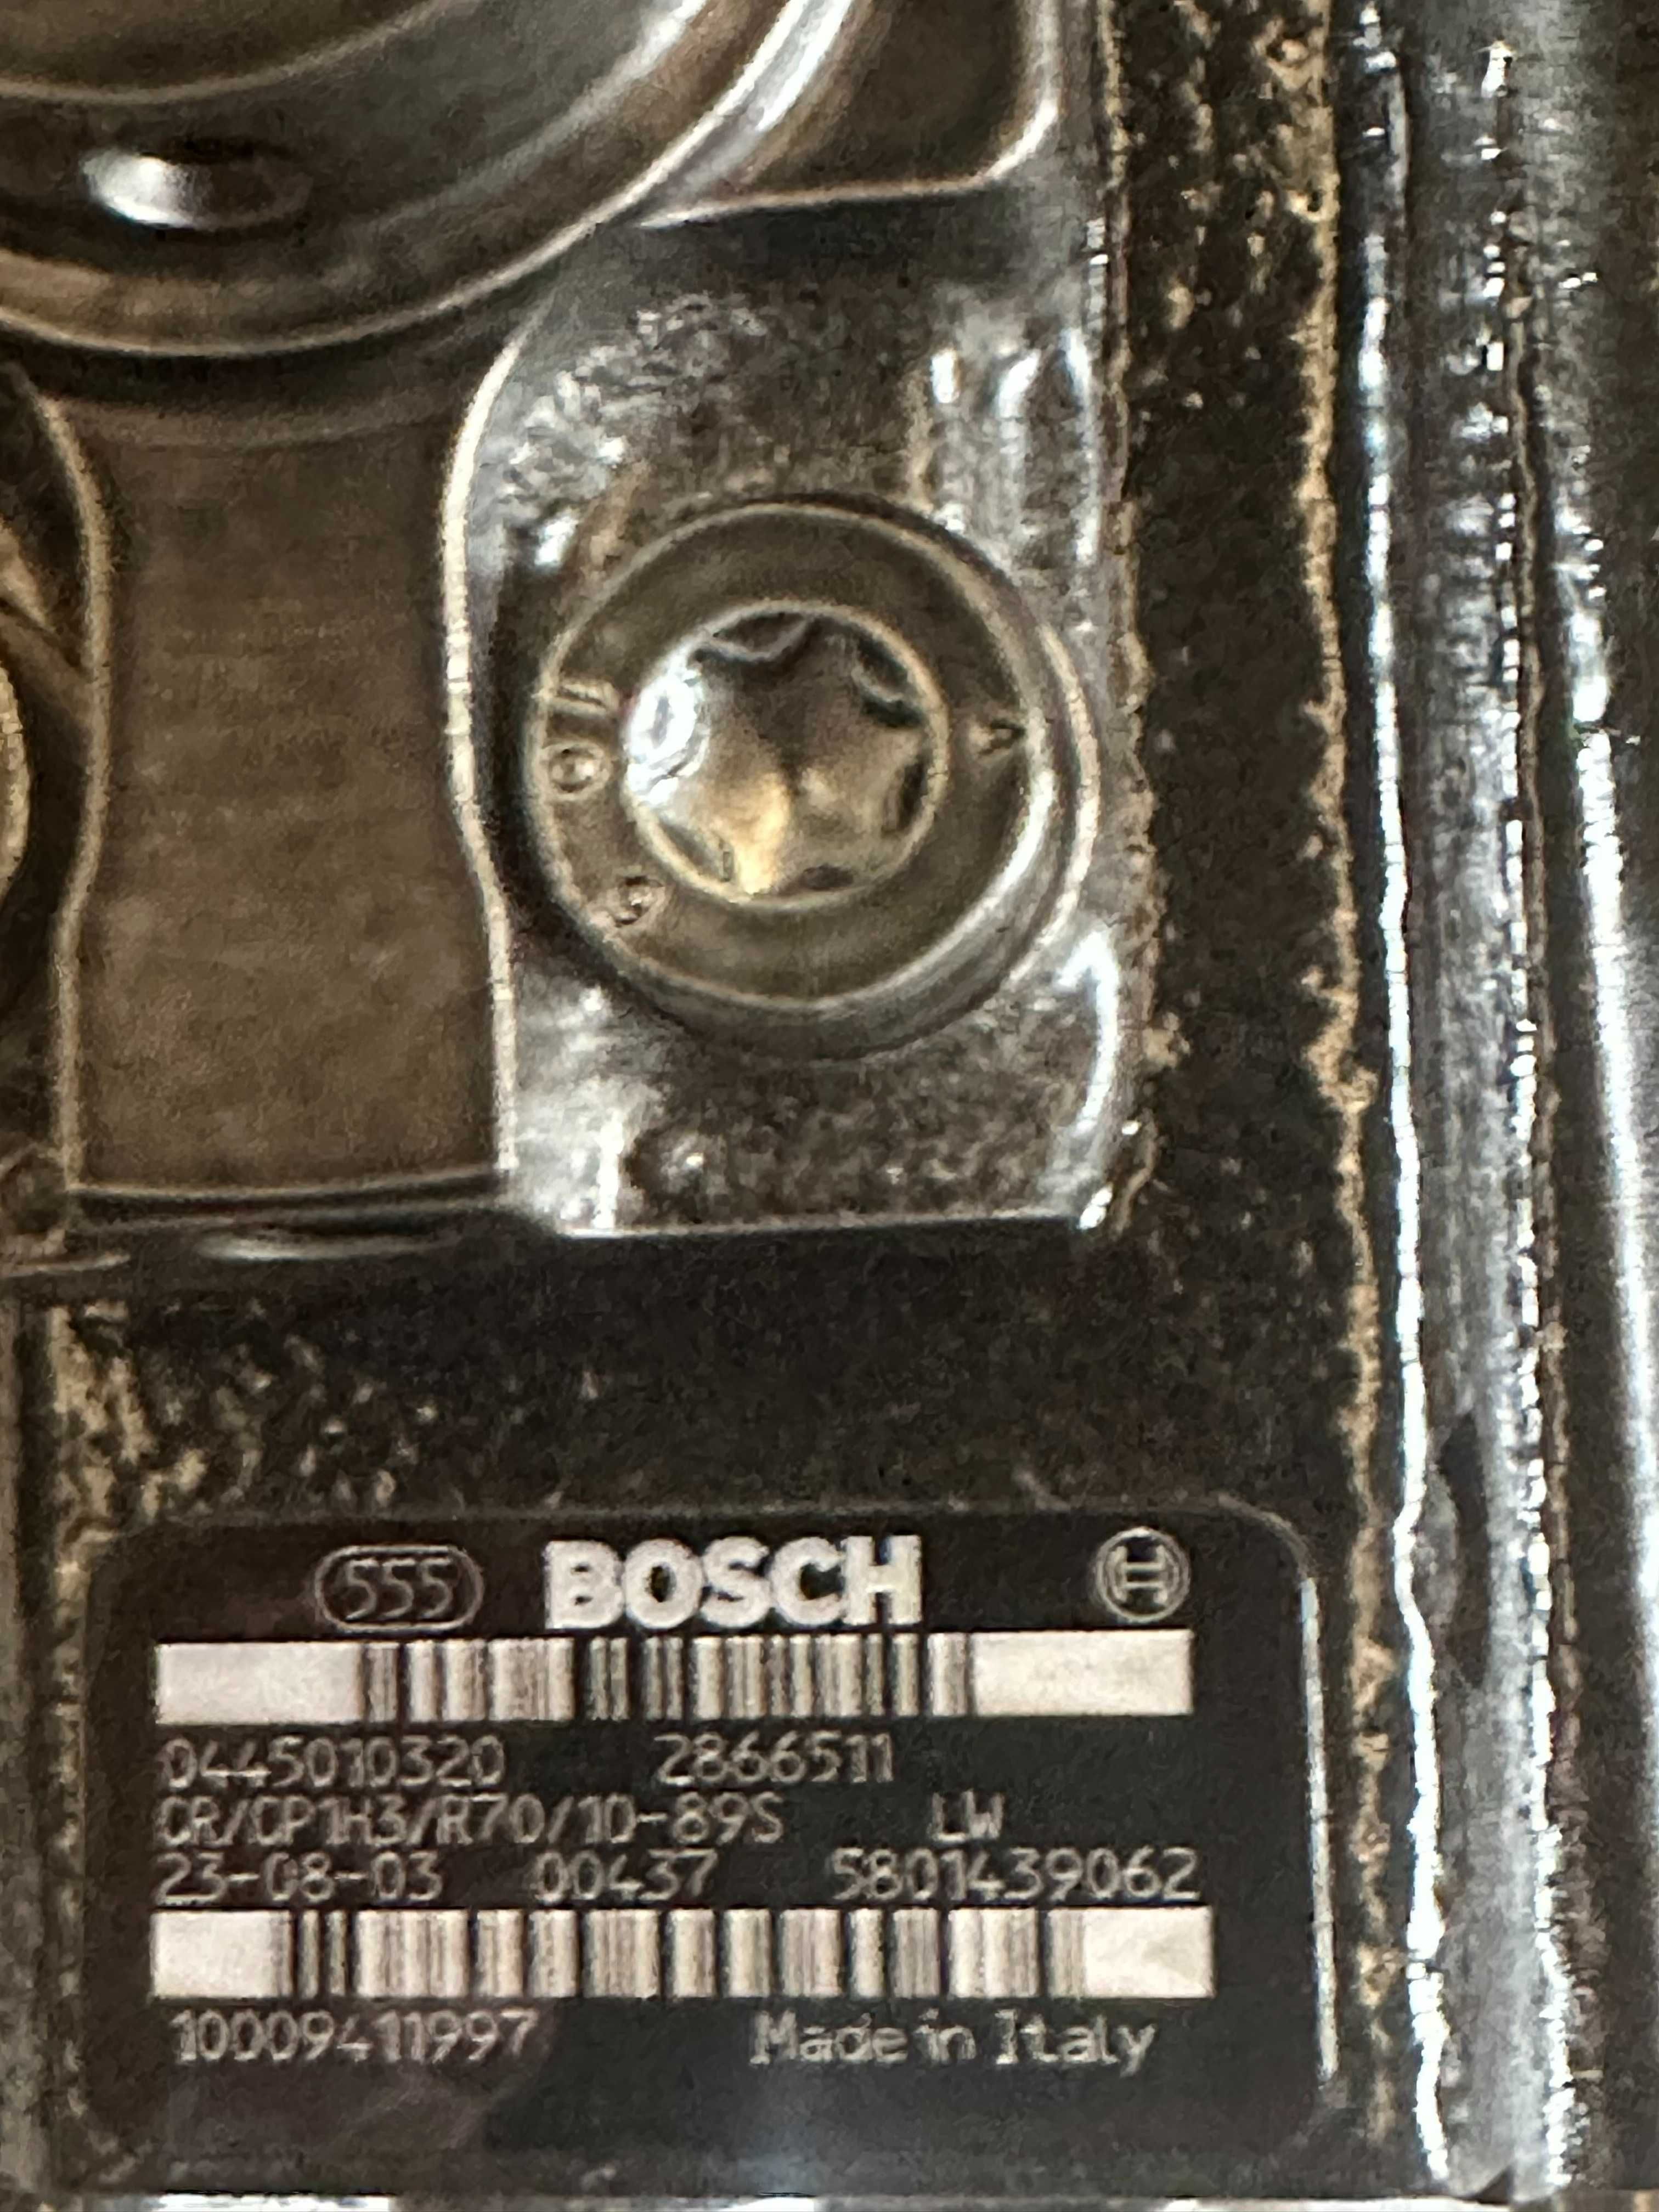 555 BOSCH
0445010320 2866511
CR/CP1H3/R70/10-89S LW
23-08-03 00437 5801439062
10009411997 Made in Italy